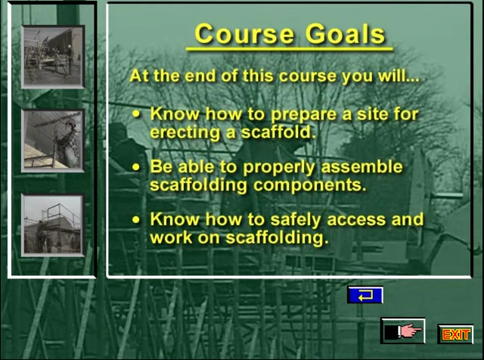 Course Goals
At the end of this course you will...
• Know how to prepare a site for
erecting a scaffold.
• Be able to properly assemble
scaffolding components.
• Know how to safely access and
work on scaffolding.
EXIT